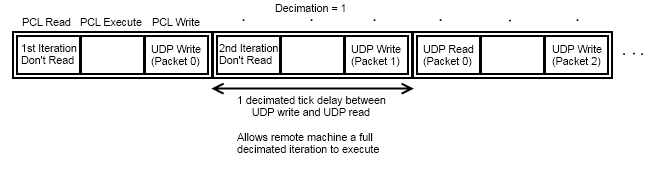 Decimation = 1
PCL Read PCL Execute PCL Write
1st Iteration
Don't Read
UDP Write
(Packet 0)
2nd Iteration
Don't Read
UDP Write
(Packet 1)
UDP Read
(Packet 0)
UDP Write
(Packet 2)
. . .
1 decimated tick delay between
UDP write and UDP read
Allows remote machine a full
decimated iteration to execute